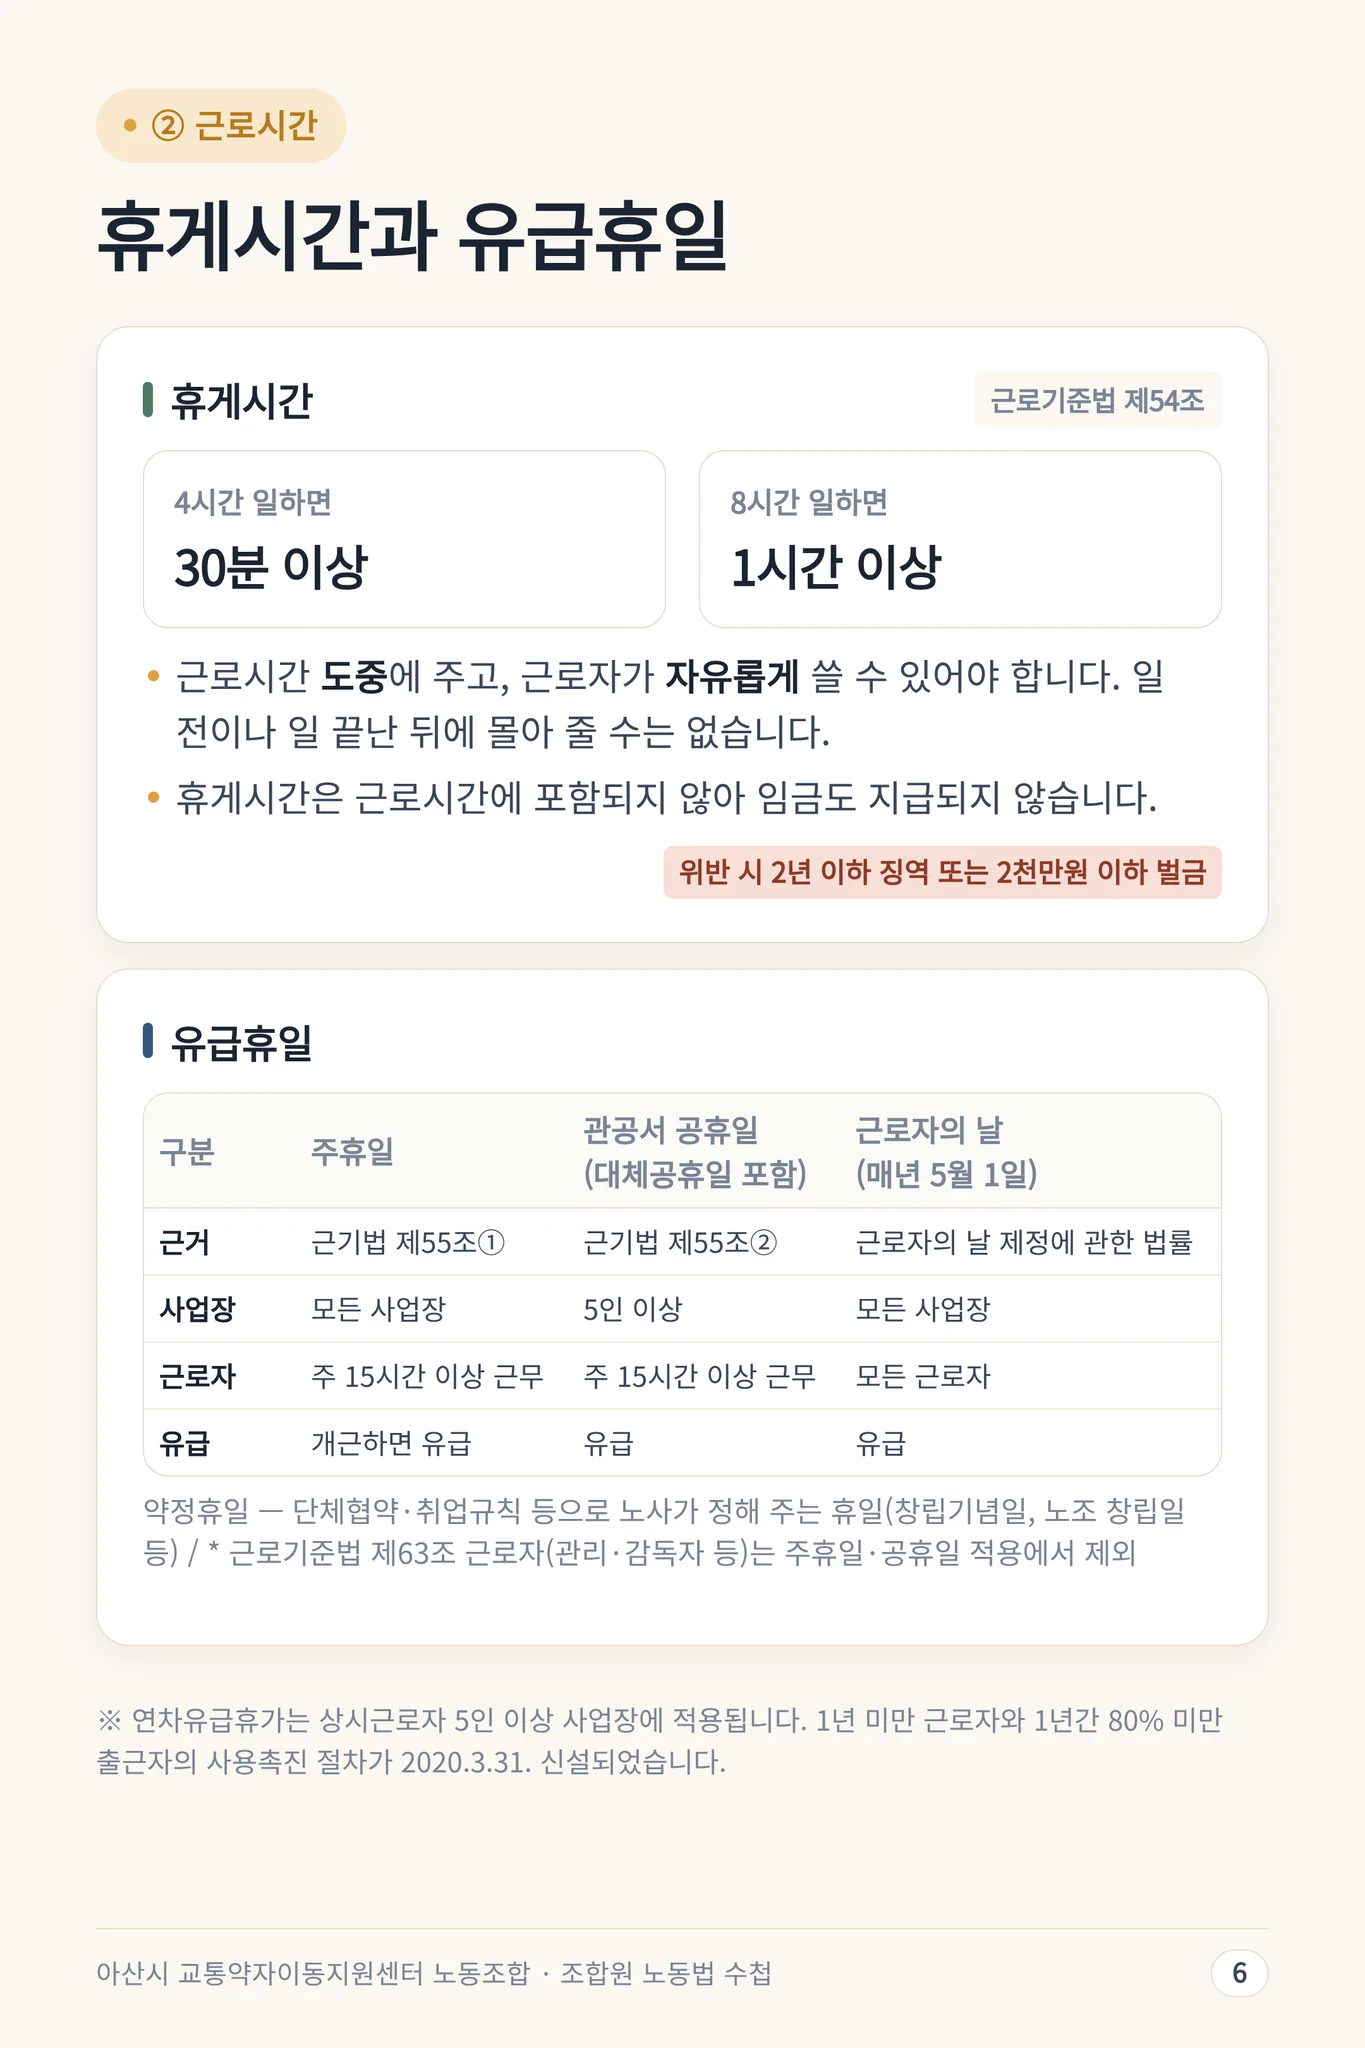 • ② 근로시간
휴게시간과 유급휴일
휴게시간
근로기준법 제54조
4시간 일하면
30분 이상
8시간 일하면
1시간 이상
• 근로시간 도중에 주고, 근로자가 자유롭게 쓸 수 있어야 합니다. 일
전이나 일 끝난 뒤에 몰아 줄 수는 없습니다.
• 휴게시간은 근로시간에 포함되지 않아 임금도 지급되지 않습니다.
위반 시 2년 이하 징역 또는 2천만원 이하 벌금
유급휴일
구분 주휴일 관공서 공휴일 (대체공휴일 포함) 근로자의 날 (매년 5월 1일)
근거 근기법 제55조① 근기법 제55조② 근로자의 날 제정에 관한 법률
사업장 모든 사업장 5인 이상 모든 사업장
근로자 주 15시간 이상 근무 주 15시간 이상 근무 모든 근로자
유급 개근하면 유급 유급 유급
약정휴일 — 단체협약·취업규칙 등으로 노사가 정해 주는 휴일(창립기념일, 노조 창립일
등) / * 근로기준법 제63조 근로자(관리·감독자 등)는 주휴일·공휴일 적용에서 제외
※ 연차유급휴가는 상시근로자 5인 이상 사업장에 적용됩니다. 1년 미만 근로자와 1년간 80% 미만
출근자의 사용촉진 절차가 2020.3.31. 신설되었습니다.
아산시 교통약자이동지원센터 노동조합 · 조합원 노동법 수첩
6